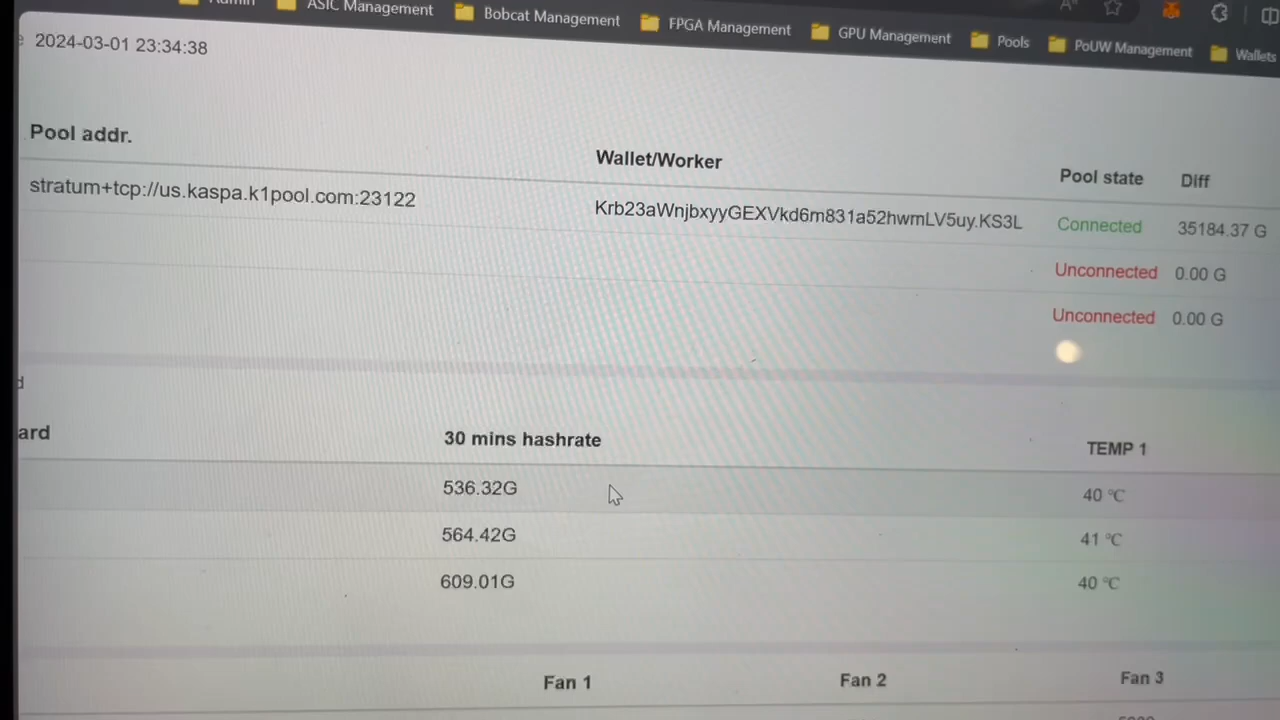 Admin ASIC Management Bobcat Management FPGA Management GPU Management Pools PoUW Management Wallets
2024-03-01 23:34:38
Pool addr. Wallet/Worker Pool state Diff
stratum+tcp://us.kaspa.k1pool.com:23122 Krb23aWnjbxyyGEXVkd6m831a52hwmLV5uy.KS3L Connected 35184.37 G
Unconnected 0.00 G
Unconnected 0.00 G
d
ard 30 mins hashrate TEMP 1
536.32G 40 °C
564.42G 41 °C
609.01G 40 °C
Fan 1 Fan 2 Fan 3